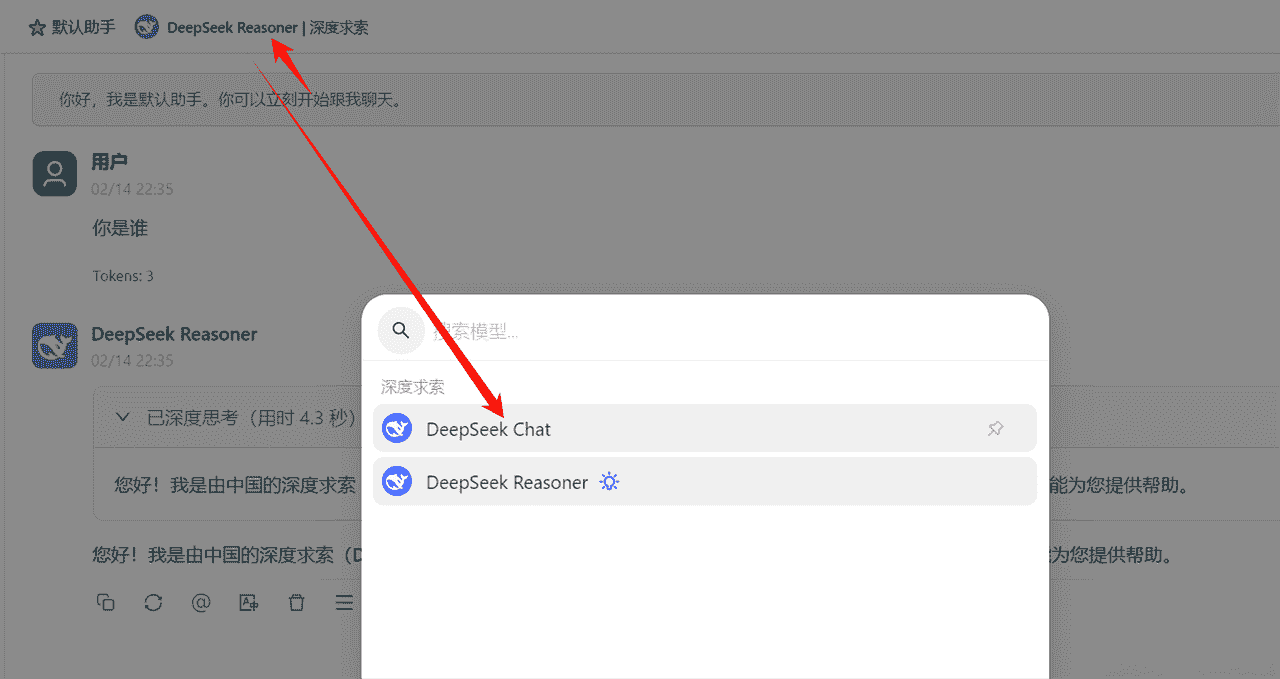 默认助手 DeepSeek Reasoner | 深度求索
你好，我是默认助手。你可以立刻开始跟我聊天。
用户
02/14 22:35
你是谁
Tokens: 3
DeepSeek Reasoner
02/14 22:35
已深度思考（用时 4.3 秒）
您好！我是由中国的深度求索
能为您提供帮助。
您好！我是由中国的深度求索（D
为您提供帮助。
搜索模型...
深度求索
DeepSeek Chat
DeepSeek Reasoner